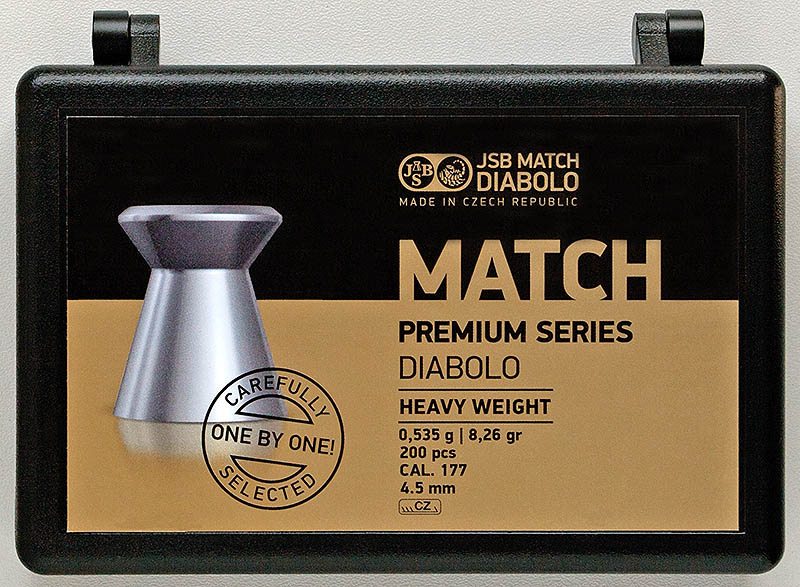 JSB
JSB MATCH
DIABOLO
MADE IN CZECH REPUBLIC
MATCH
PREMIUM SERIES
DIABOLO
HEAVY WEIGHT
0,535 g | 8,26 gr
200 pcs
CAL. 177
4.5 mm
CZ
CAREFULLY
ONE BY ONE!
SELECTED